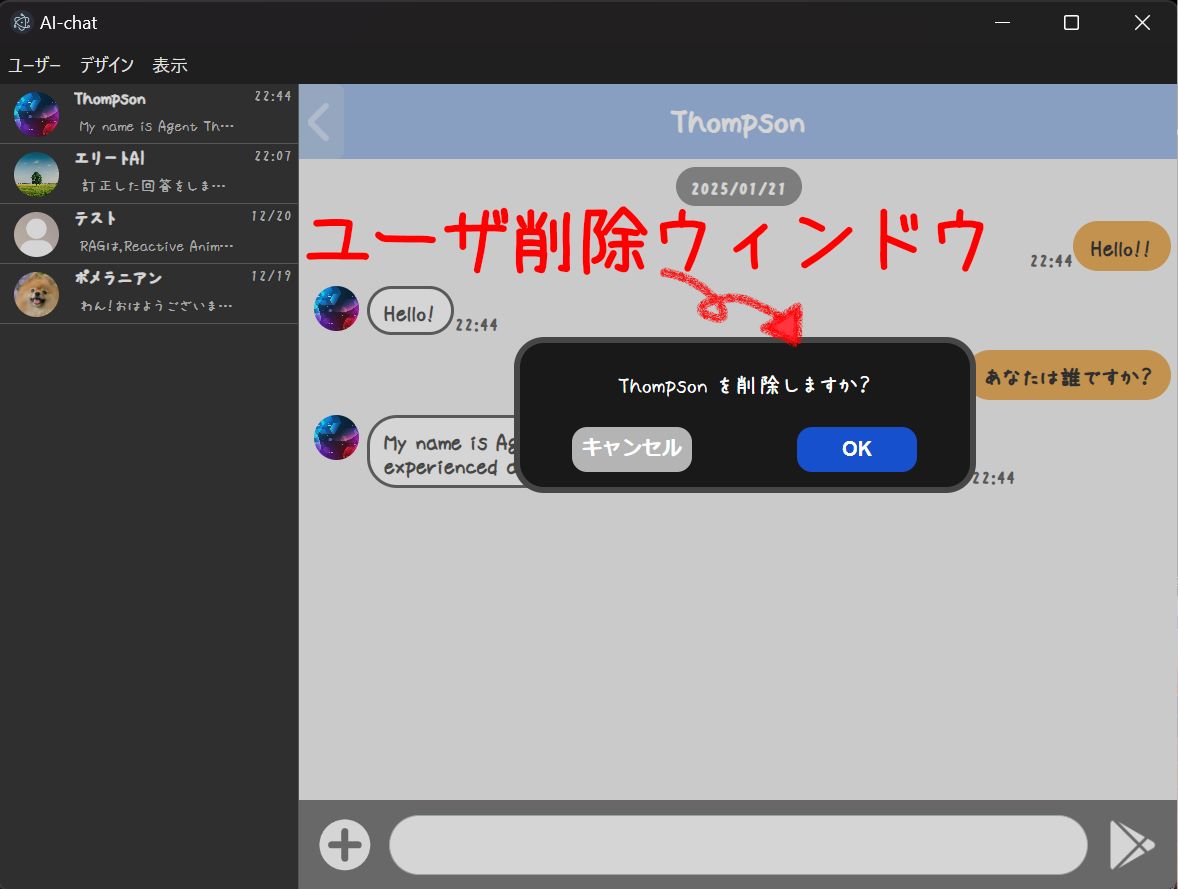 AI-chat
ユーザー デザイン 表示
Thompson 22:44
My name is Agent Th…
エリートAI 22:07
訂正した回答をしま…
テスト 12/20
RAGは,Reactive Anim…
ポメラニアン 12/19
わん!おはようございま…
Thompson
2025/01/21
ユーザ削除ウィンドウ
Hello!!
22:44
Hello!
22:44
あなたは誰ですか?
My name is Ag
experienced
22:44
Thompson を削除しますか?
キャンセル OK